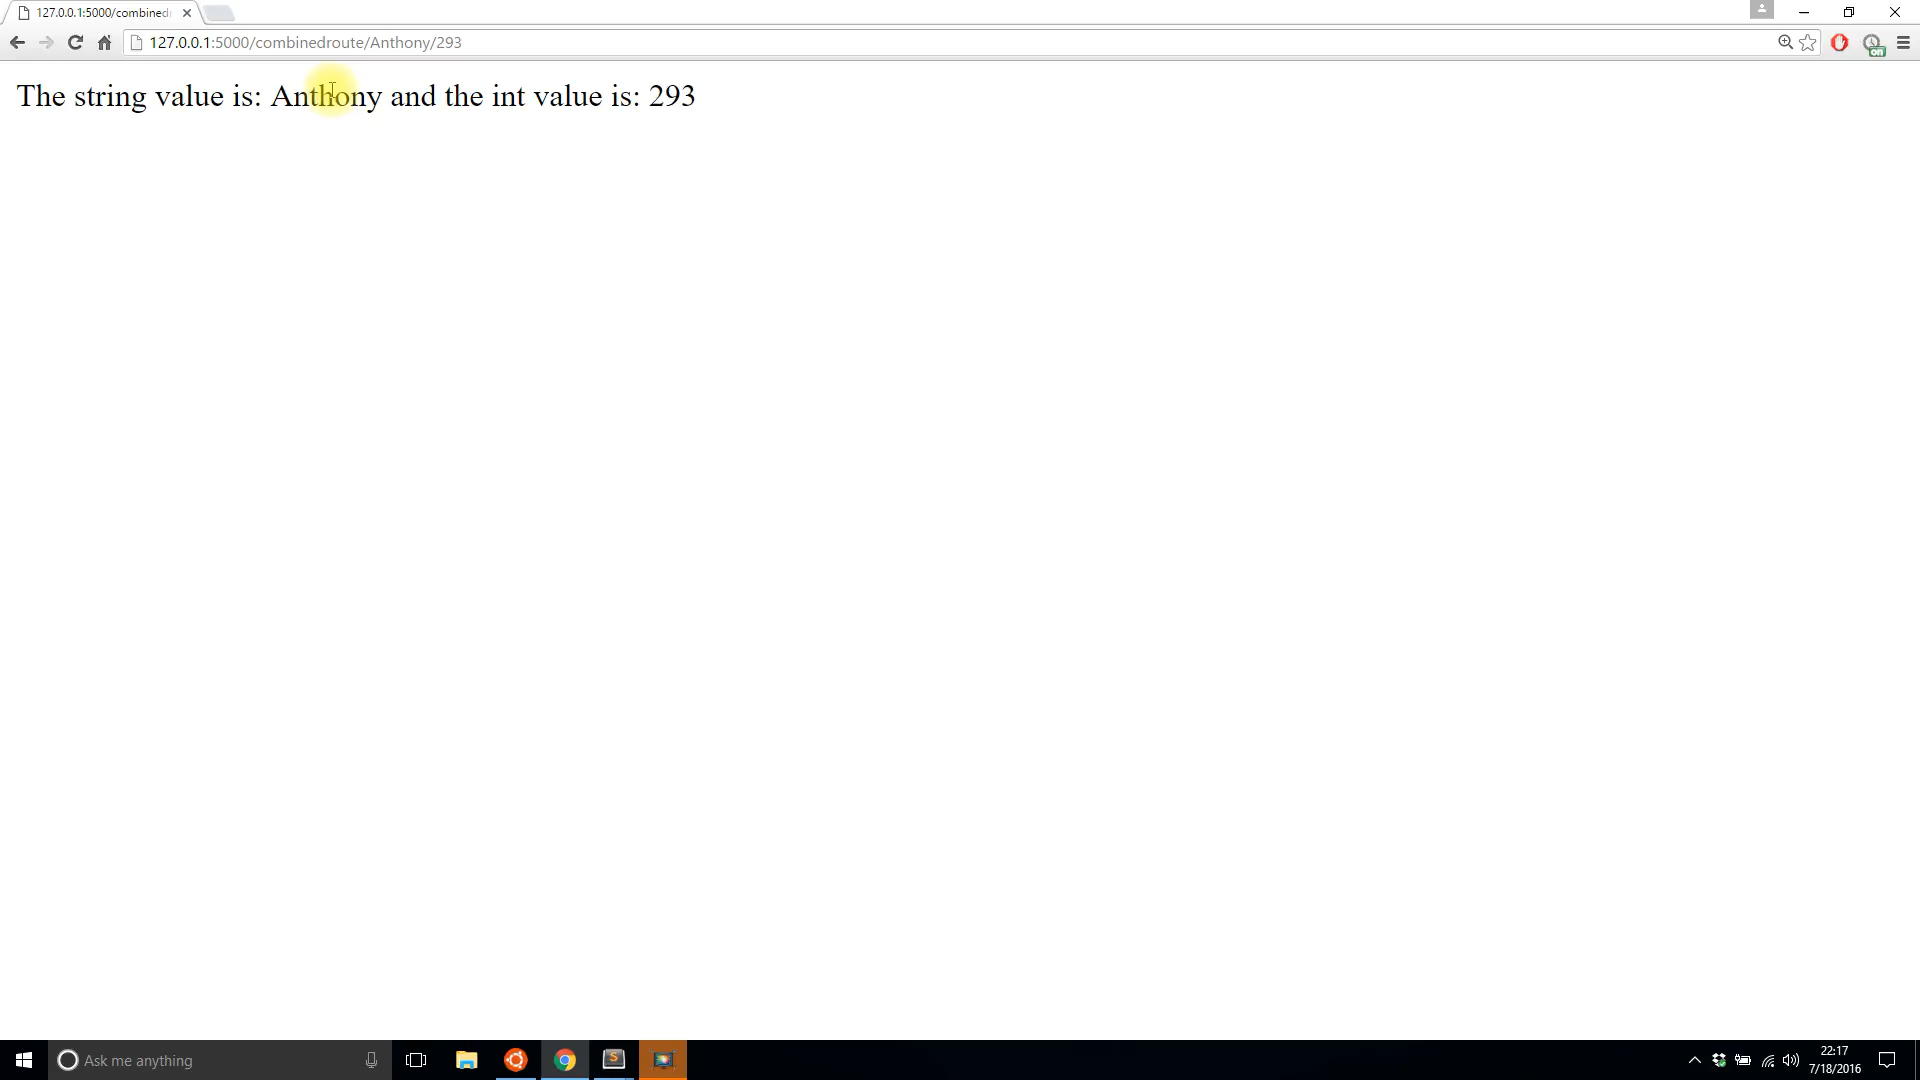 127.0.0.1:5000/combined
127.0.0.1:5000/combinedroute/Anthony/293
on
The string value is: Anthony and the int value is: 293
Ask me anything
S
22:17
7/18/2016